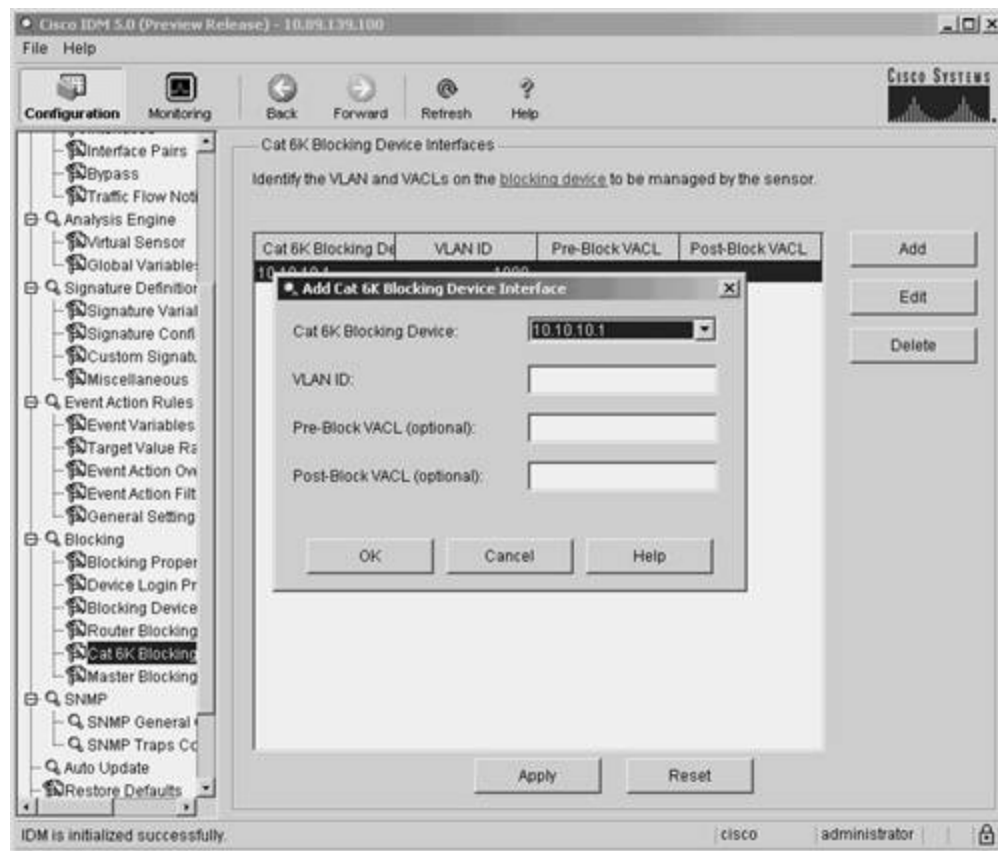 Cisco IDM 5.0 (Preview Release) - 10.89.139.100
File Help
Configuration Monitoring Back Forward Refresh Help
CISCO SYSTEMS
Interface Pairs
Bypass
Traffic Flow Noti
Analysis Engine
Virtual Sensor
Global Variable
Signature Definition
Signature Varial
Signature Confi
Custom Signat
Miscellaneous
Event Action Rules
Event Variables
Target Value Ra
Event Action Ove
Event Action Filt
General Setting
Blocking
Blocking Proper
Device Login Pr
Blocking Device
Router Blocking
Cat 6K Blocking
Master Blocking
SNMP
SNMP General
SNMP Traps Co
Auto Update
Restore Defaults
Cat 6K Blocking Device Interfaces
Identify the VLAN and VACLs on the blocking device to be managed by the sensor.
Cat 6K Blocking De VLAN ID Pre-Block VACL Post-Block VACL
Add
Edit
Delete
Add Cat 6K Blocking Device Interface
Cat 6K Blocking Device: 10.10.10.1
VLAN ID:
Pre-Block VACL (optional):
Post-Block VACL (optional):
OK Cancel Help
Apply Reset
IDM is initialized successfully. cisco administrator